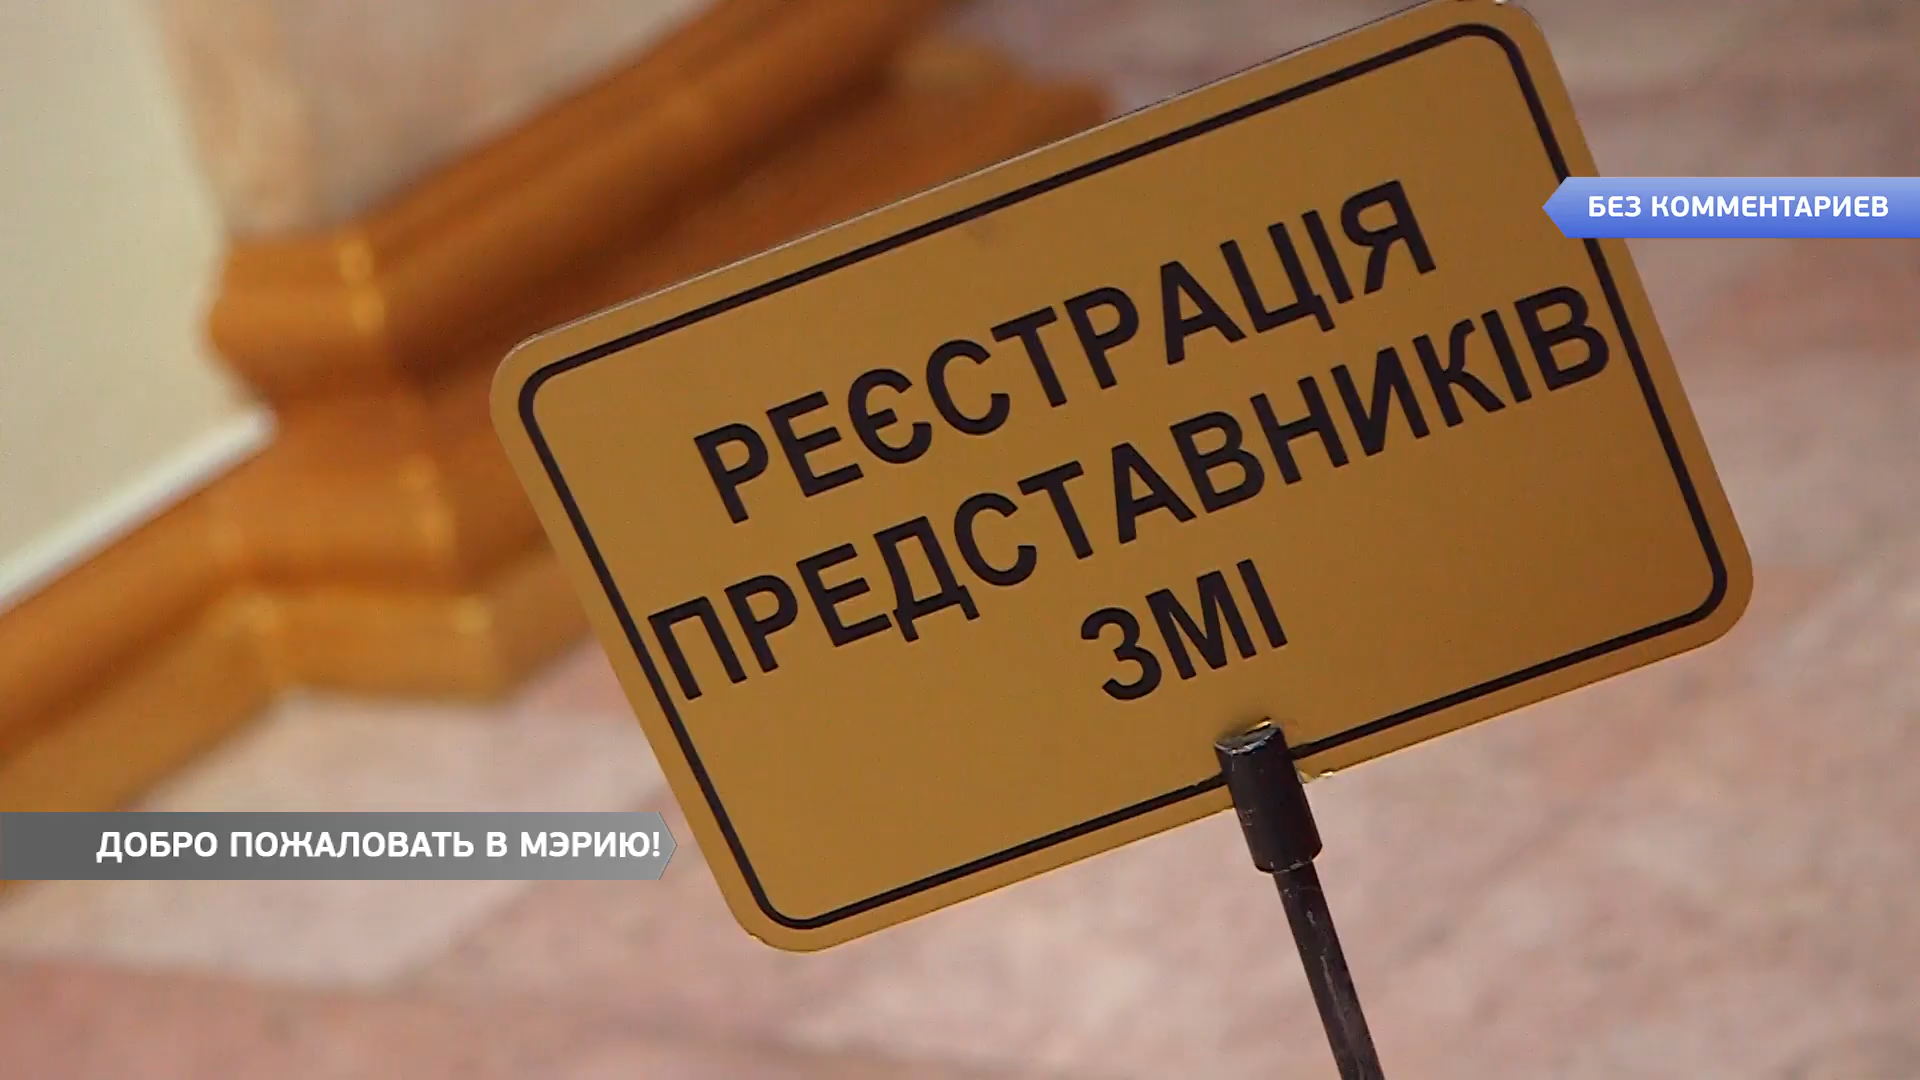 РЕЄСТРАЦІЯ
ПРЕДСТАВНИКІВ
ЗМІ
БЕЗ КОММЕНТАРИЕВ
ДОБРО ПОЖАЛОВАТЬ В МЭРИЮ!